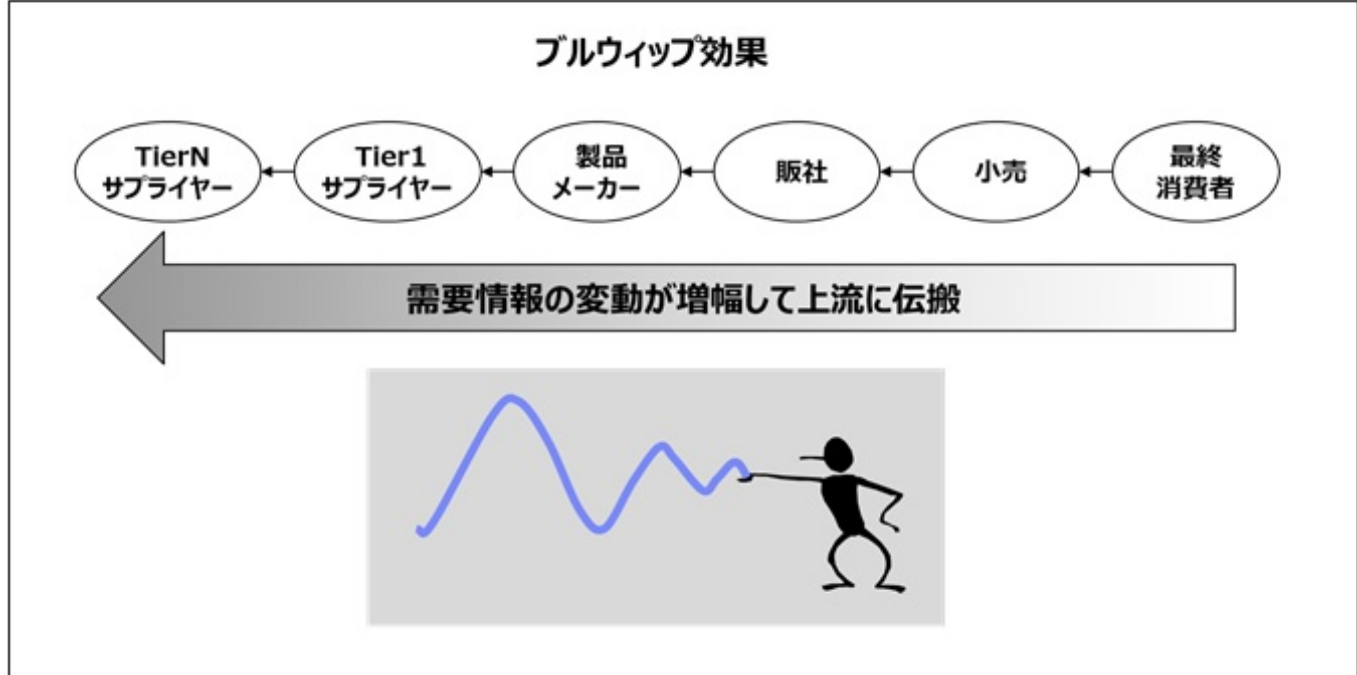 ブルウィップ効果
TierN
サプライヤー
Tier1
サプライヤー
製品
メーカー
販社
小売
最終
消費者
需要情報の変動が増幅して上流に伝搬